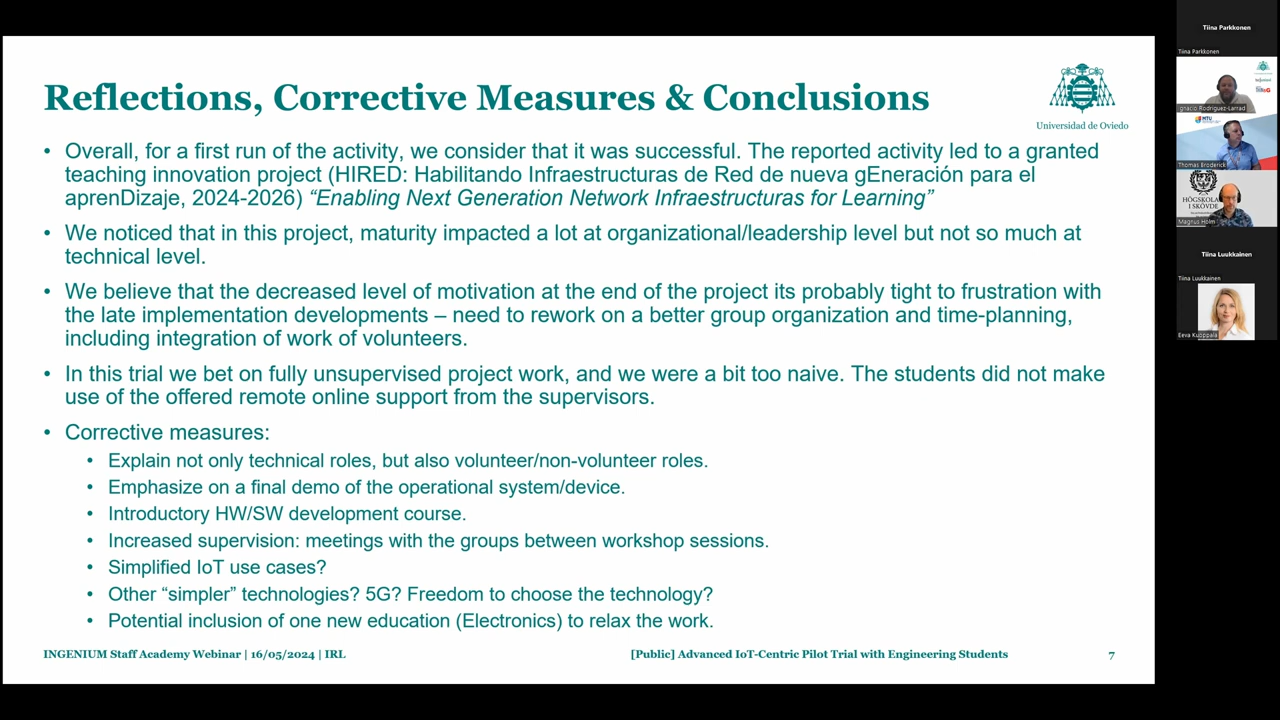 Reflections, Corrective Measures & Conclusions
Universidad de Oviedo
• Overall, for a first run of the activity, we consider that it was successful. The reported activity led to a granted
teaching innovation project (HIRED: Habilitando Infraestructuras de Red de nueva gEneración para el
aprenDizaje, 2024-2026) “Enabling Next Generation Network Infraestructuras for Learning”
• We noticed that in this project, maturity impacted a lot at organizational/leadership level but not so much at
technical level.
• We believe that the decreased level of motivation at the end of the project its probably tight to frustration with
the late implementation developments – need to rework on a better group organization and time-planning,
including integration of work of volunteers.
• In this trial we bet on fully unsupervised project work, and we were a bit too naive. The students did not make
use of the offered remote online support from the supervisors.
• Corrective measures:
• Explain not only technical roles, but also volunteer/non-volunteer roles.
• Emphasize on a final demo of the operational system/device.
• Introductory HW/SW development course.
• Increased supervision: meetings with the groups between workshop sessions.
• Simplified IoT use cases?
• Other “simpler” technologies? 5G? Freedom to choose the technology?
• Potential inclusion of one new education (Electronics) to relax the work.
INGENIUM Staff Academy Webinar | 16/05/2024 | IRL
[Public] Advanced IoT-Centric Pilot Trial with Engineering Students
7
Tiina Parkkonen
Tiina Parkkonen
Ignacio Rodríguez-Larrad
MTU
Thomas Broderick
HÖGSKOLAN
I SKÖVDE
Magnus Holm
Tiina Luukkainen
Tiina Luukkainen
Eeva Kuoppala